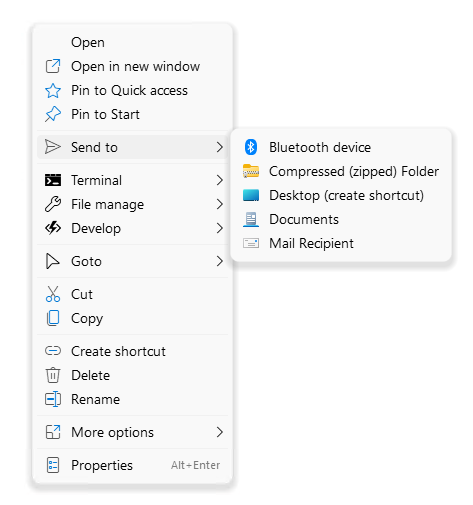 Open
Open in new window
Pin to Quick access
Pin to Start
Send to
Terminal
File manage
Develop
Goto
Cut
Copy
Create shortcut
Delete
Rename
More options
Properties Alt+Enter
Bluetooth device
Compressed (zipped) Folder
Desktop (create shortcut)
Documents
Mail Recipient